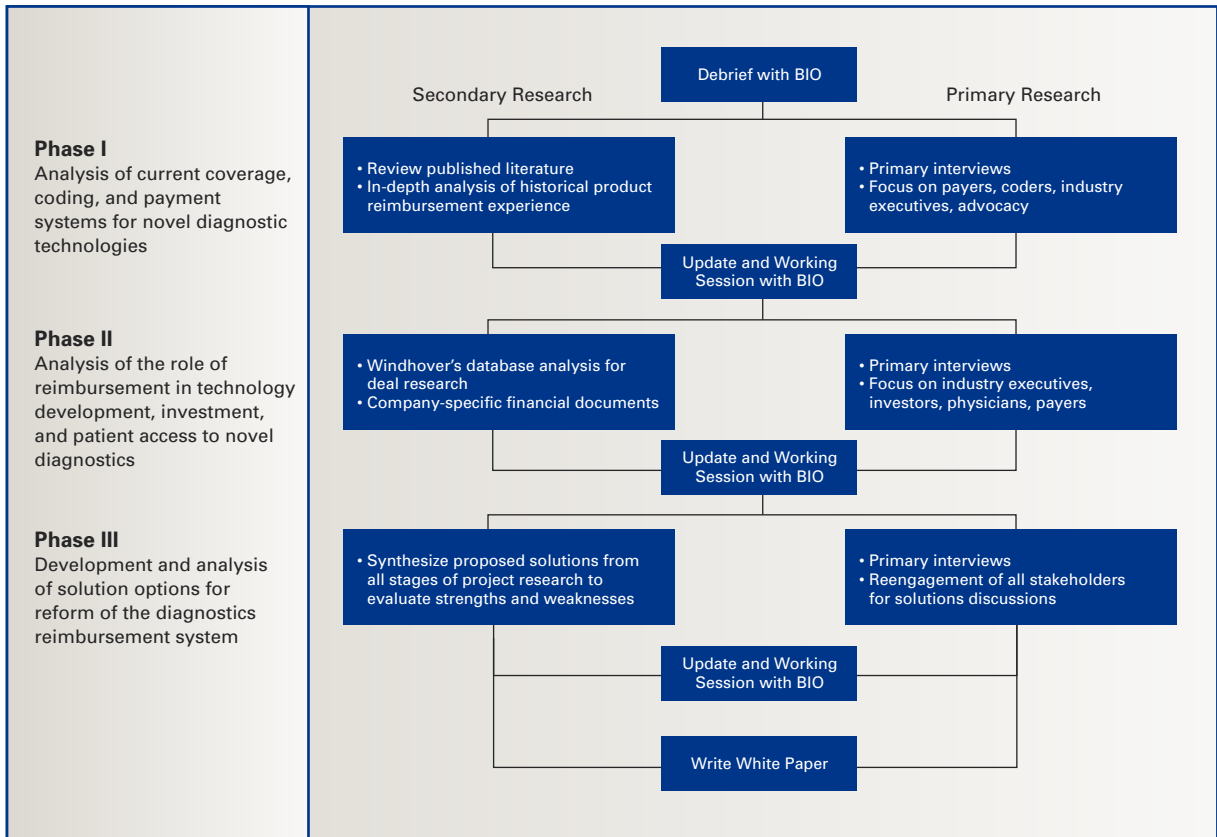 Debrief with BIO
Secondary Research
Primary Research
Phase I
Analysis of current coverage,
coding, and payment
systems for novel diagnostic
technologies
• Review published literature
• In-depth analysis of historical product
reimbursement experience
• Primary interviews
• Focus on payers, coders, industry
executives, advocacy
Update and Working
Session with BIO
Phase II
Analysis of the role of
reimbursement in technology
development, investment,
and patient access to novel
diagnostics
• Windhover's database analysis for
deal research
• Company-specific financial documents
• Primary interviews
• Focus on industry executives,
investors, physicians, payers
Update and Working
Session with BIO
Phase III
Development and analysis
of solution options for
reform of the diagnostics
reimbursement system
• Synthesize proposed solutions from
all stages of project research to
evaluate strengths and weaknesses
• Primary interviews
• Reengagement of all stakeholders
for solutions discussions
Update and Working
Session with BIO
Write White Paper